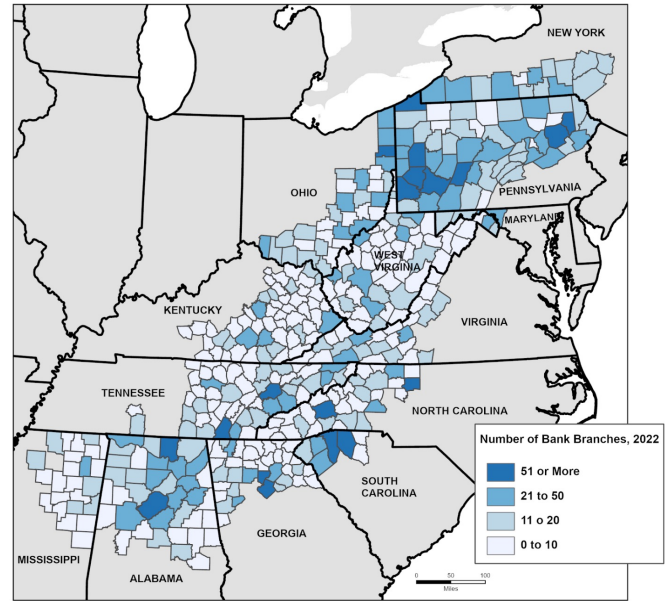 NEW YORK
PENNSYLVANIA
OHIO
MARYLAND
WEST
VIRGINIA
KENTUCKY
VIRGINIA
TENNESSEE
NORTH CAROLINA
SOUTH
CAROLINA
GEORGIA
MISSISSIPPI
ALABAMA
Number of Bank Branches, 2022
51 or More
21 to 50
11 o 20
0 to 10
0 50 100
Miles